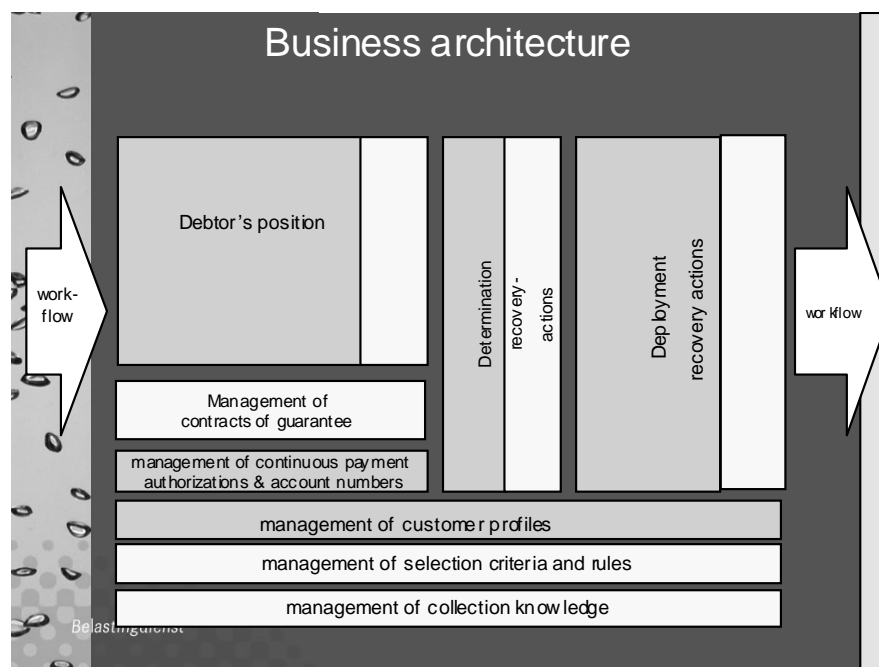 Business architecture
Debtor's position
work-
flow
Determination
recovery-
actions
Deployment
recovery actions
workflow
Management of
contracts of guarantee
management of continuous payment
authorizations & account numbers
management of customer profiles
management of selection criteria and rules
management of collection knowledge
Belastingdienst